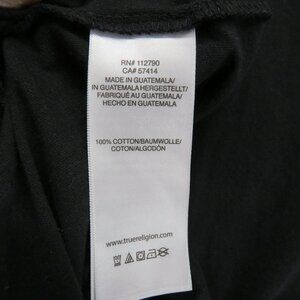 RN# 112790
CA# 57414
MADE IN GUATEMALA/
IN GUATEMALA HERGESTELLT/
FABRIQUÉ AU GUATEMALA/
HECHO EN GUATEMALA
100% COTTON/BAUMWOLLE/
COTON/ALGODÓN
www.truereligion.com